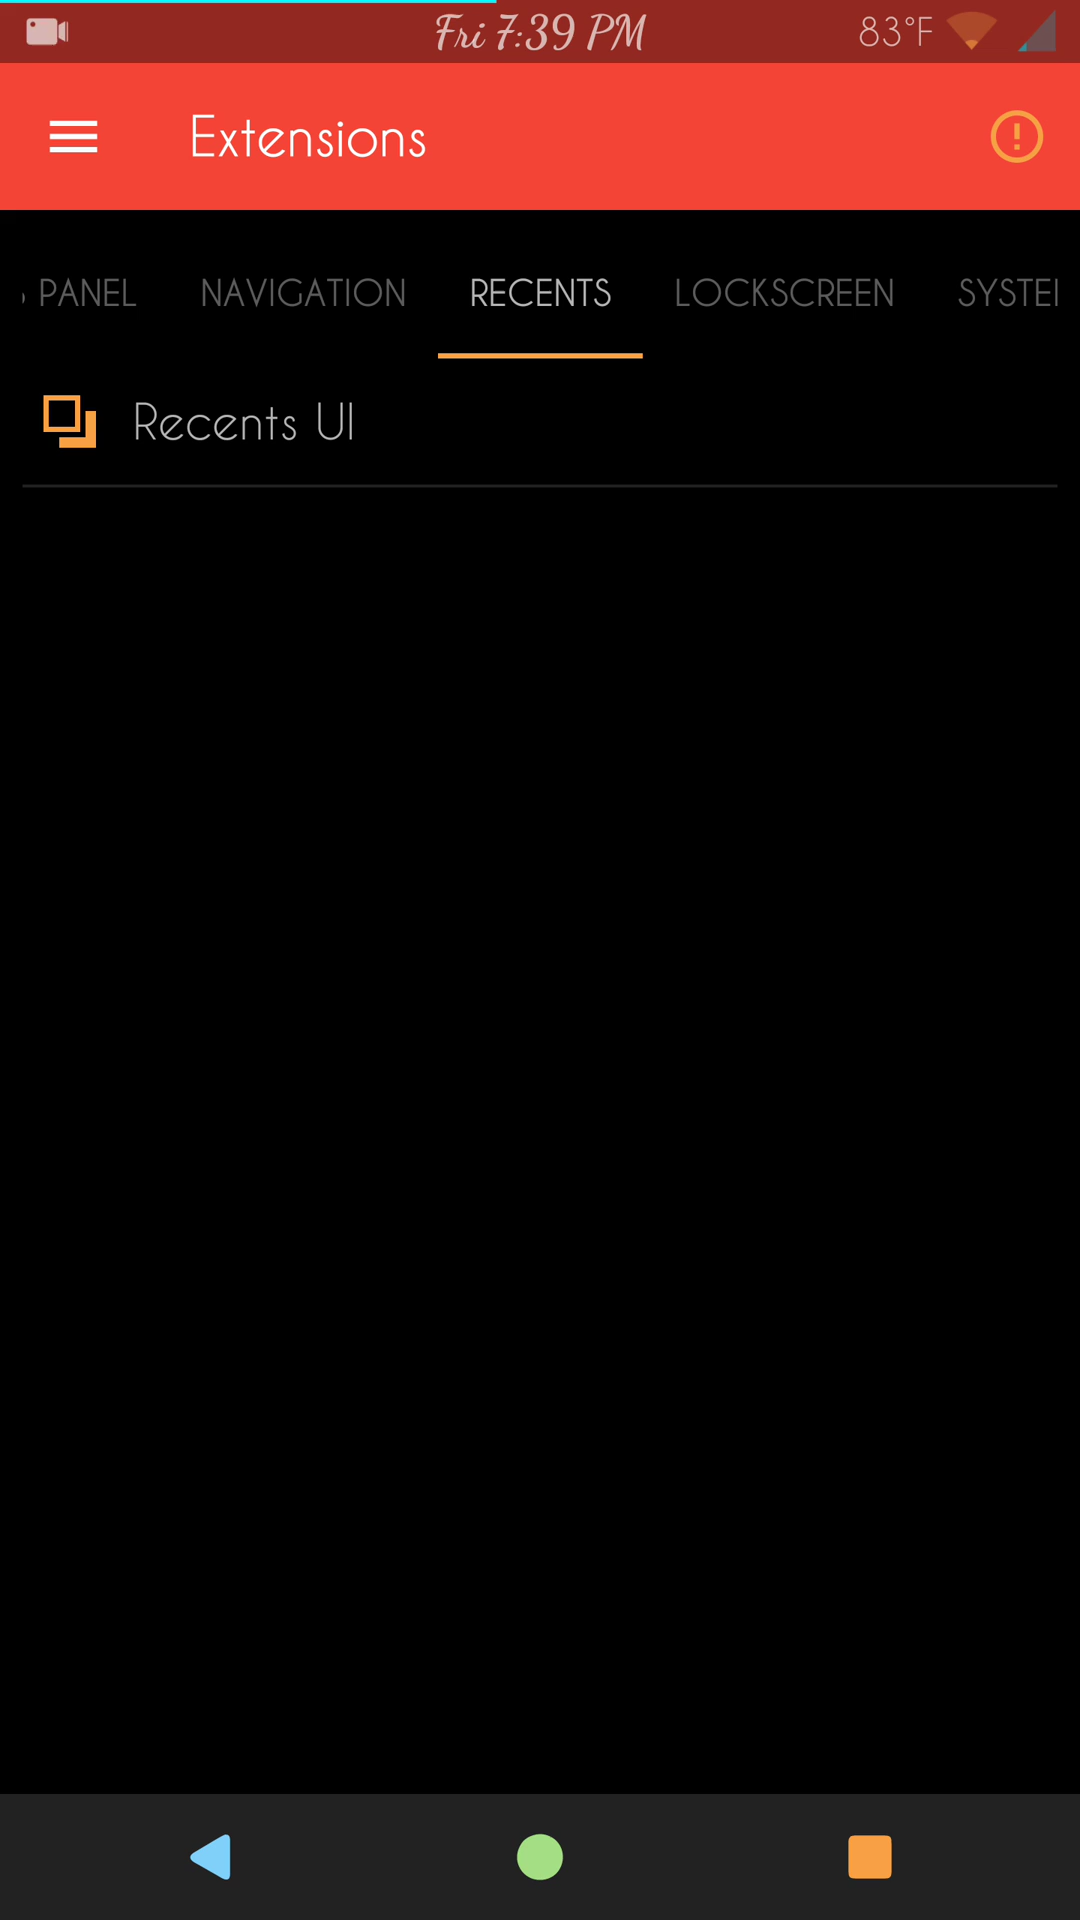 Fri 7:39 PM 83°F
Extensions
PANEL NAVIGATION RECENTS LOCKSCREEN
Recents UI